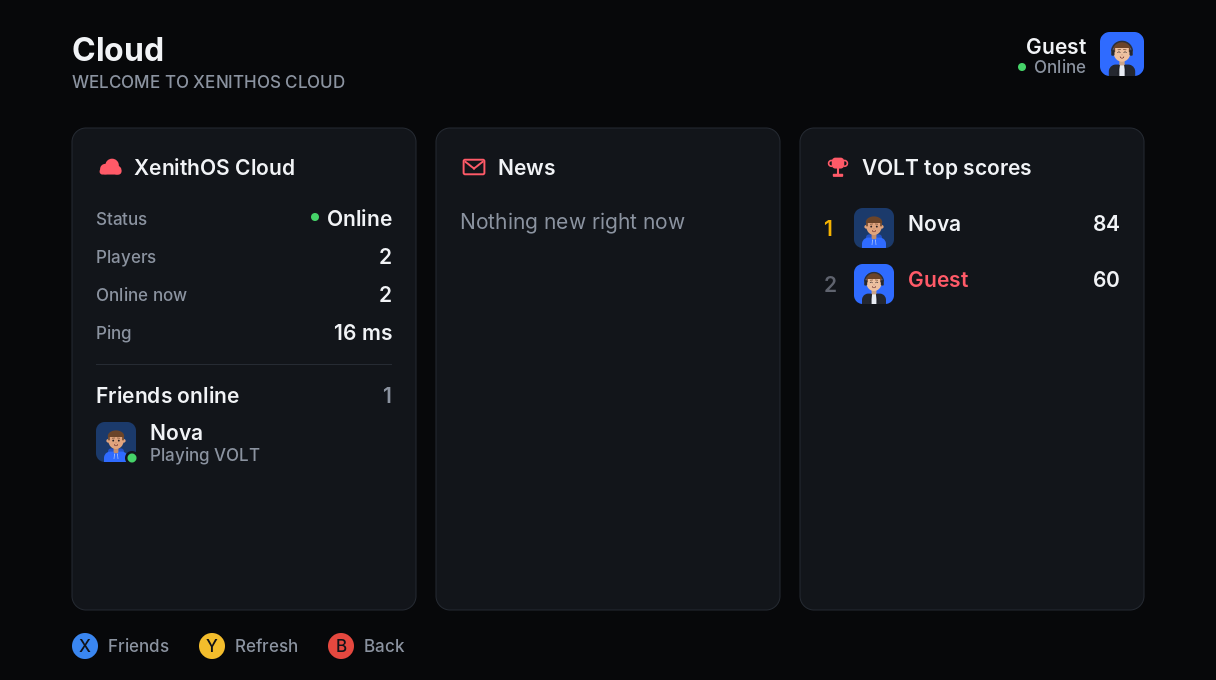 Cloud
WELCOME TO XENITHOS CLOUD
Guest
Online
XenithOS Cloud
Status Online
Players 2
Online now 2
Ping 16 ms
Friends online 1
Nova
Playing VOLT
News
Nothing new right now
VOLT top scores
1 Nova 84
2 Guest 60
X Friends Y Refresh B Back